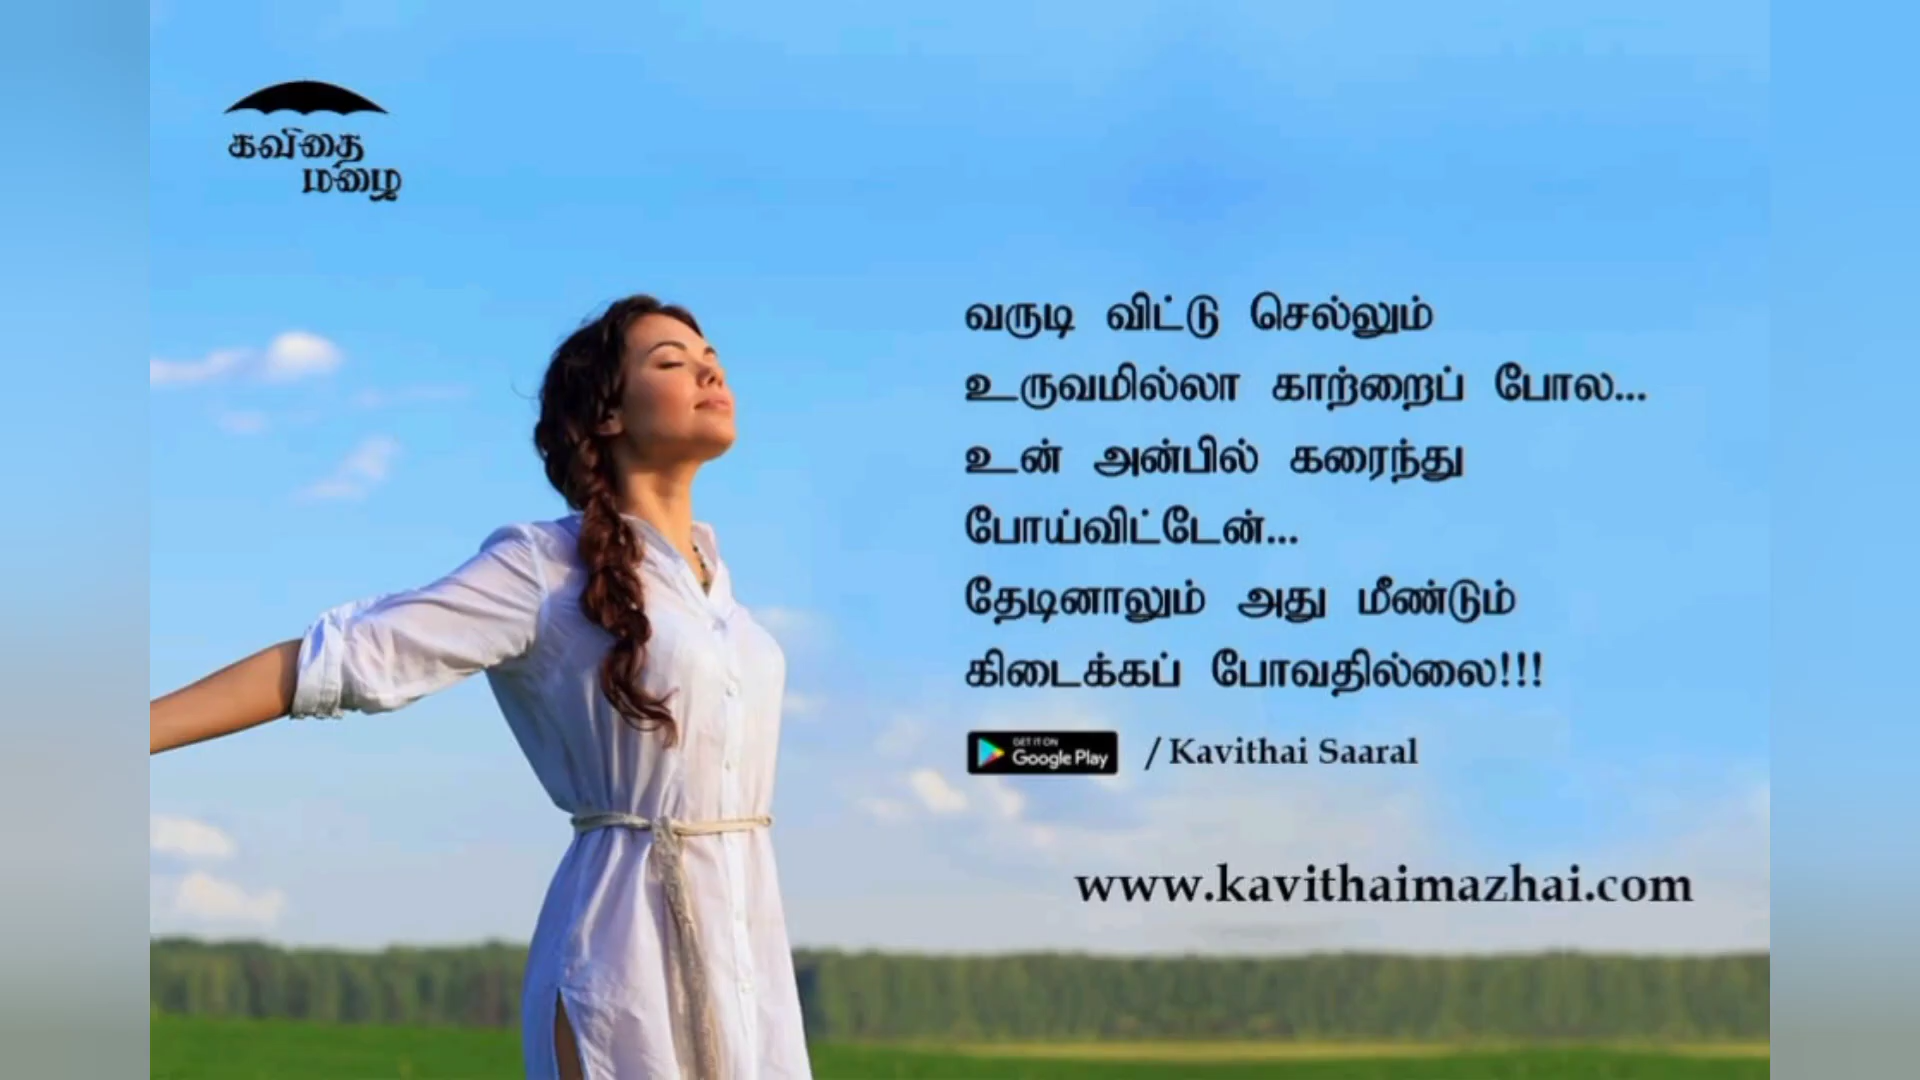 கவிதை
மழை
வருடி விட்டு செல்லும்
உருவமில்லா காற்றைப் போல...
உன் அன்பில் கரைந்து
போய்விட்டேன்...
தேடினாலும் அது மீண்டும்
கிடைக்கப் போவதில்லை!!!
GET IT ON
Google Play / Kavithai Saaral
www.kavithaimazhai.com